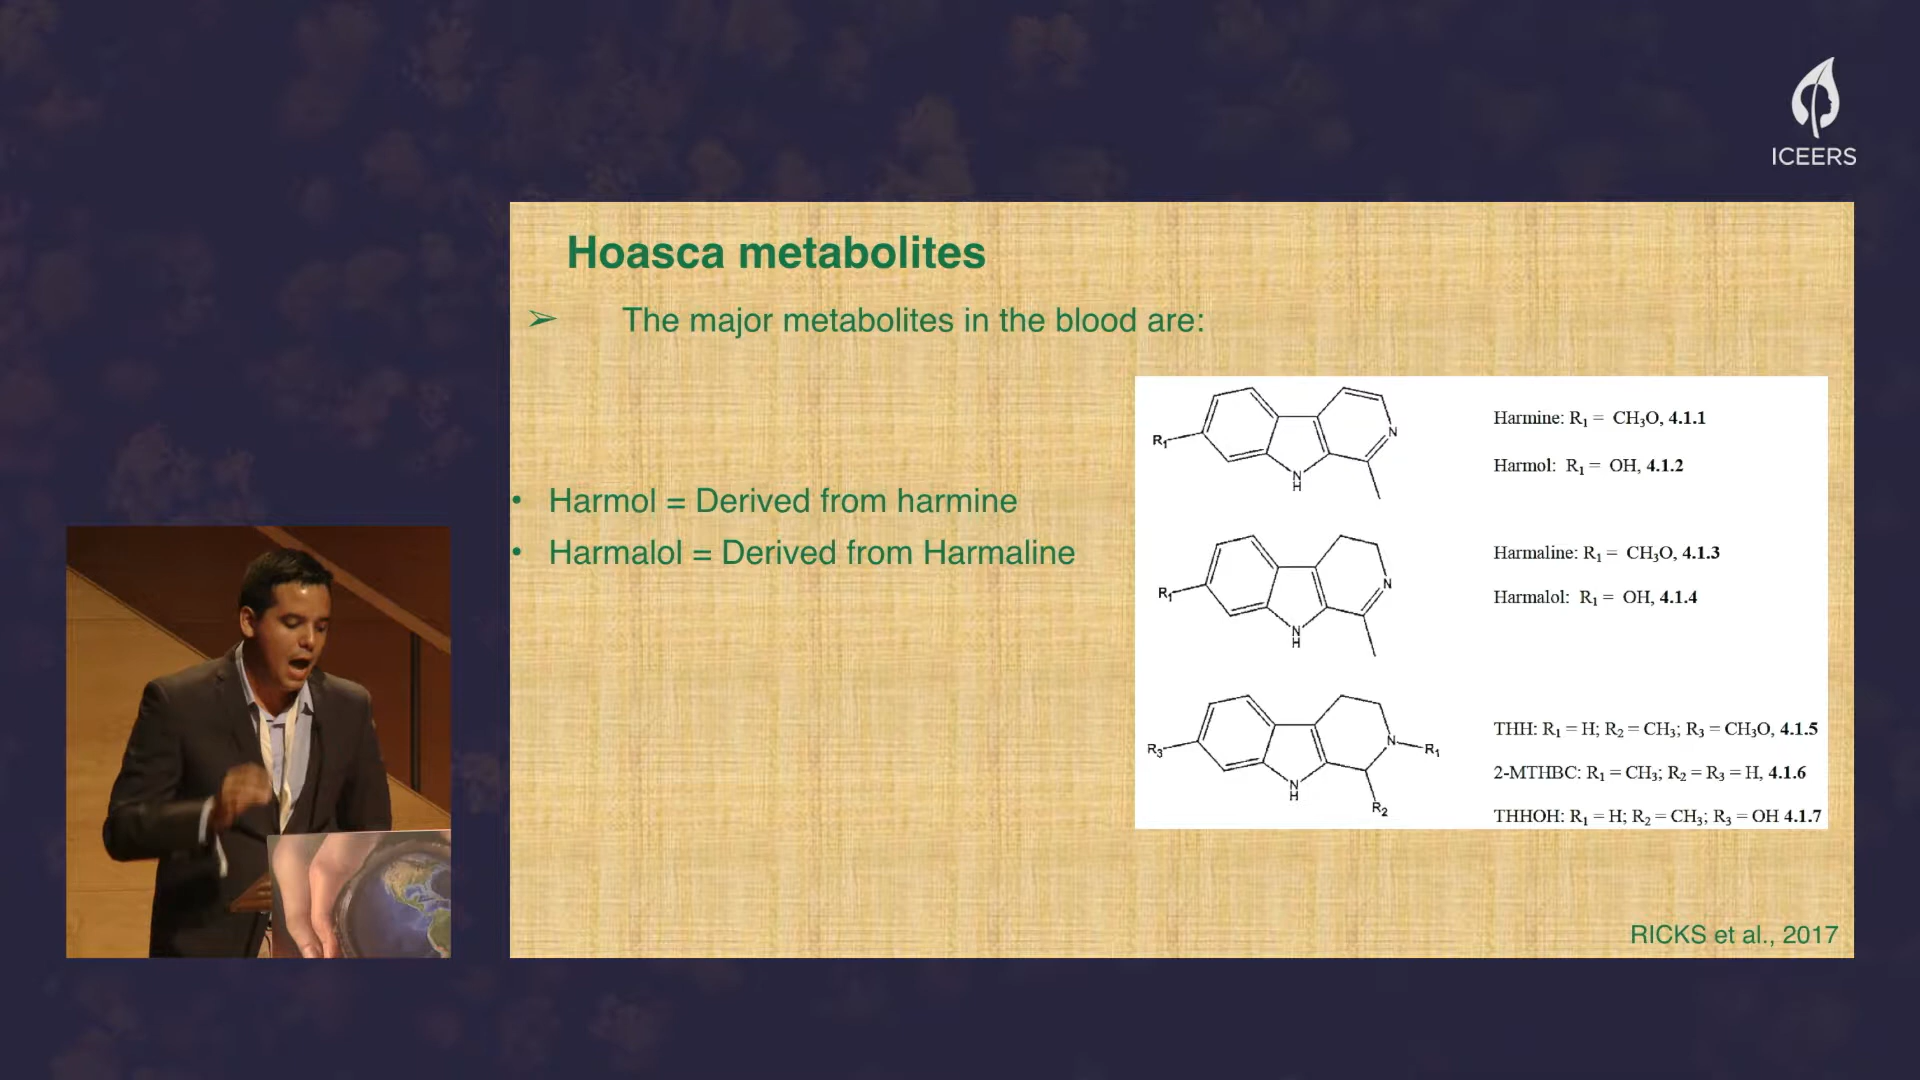 ICEERS
Hoasca metabolites
➢ The major metabolites in the blood are:
• Harmol = Derived from harmine
• Harmalol = Derived from Harmaline
R₁
N
N
H
Harmine: R₁ = CH₃O, 4.1.1
Harmol: R₁ = OH, 4.1.2
R₁
N
N
H
Harmaline: R₁ = CH₃O, 4.1.3
Harmalol: R₁ = OH, 4.1.4
R₃
N
R₁
N
H
R₂
THH: R₁ = H; R₂ = CH₃; R₃ = CH₃O, 4.1.5
2-MTHBC: R₁ = CH₃; R₂ = R₃ = H, 4.1.6
THHOH: R₁ = H; R₂ = CH₃; R₃ = OH 4.1.7
RICKS et al., 2017